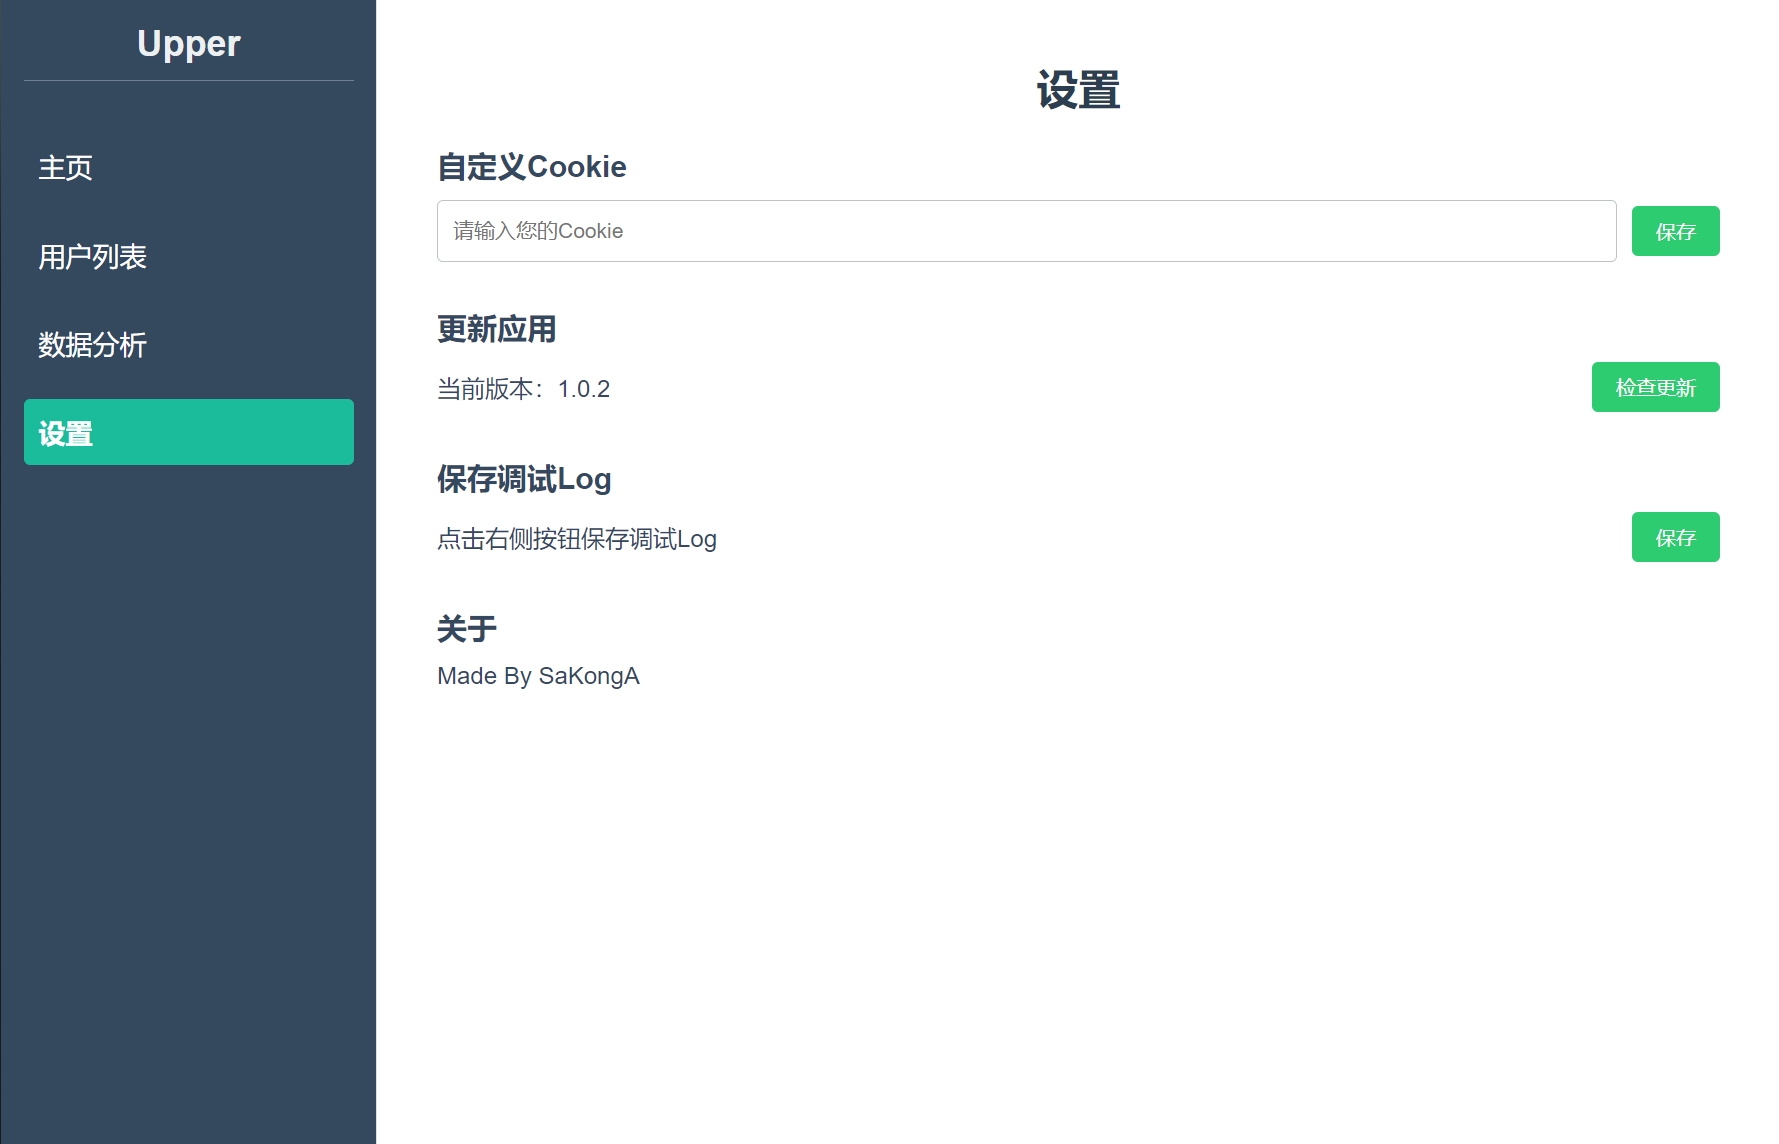 Upper
主页
用户列表
数据分析
设置
设置
自定义Cookie
请输入您的Cookie
保存
更新应用
当前版本：1.0.2
检查更新
保存调试Log
点击右侧按钮保存调试Log
保存
关于
Made By SaKongA